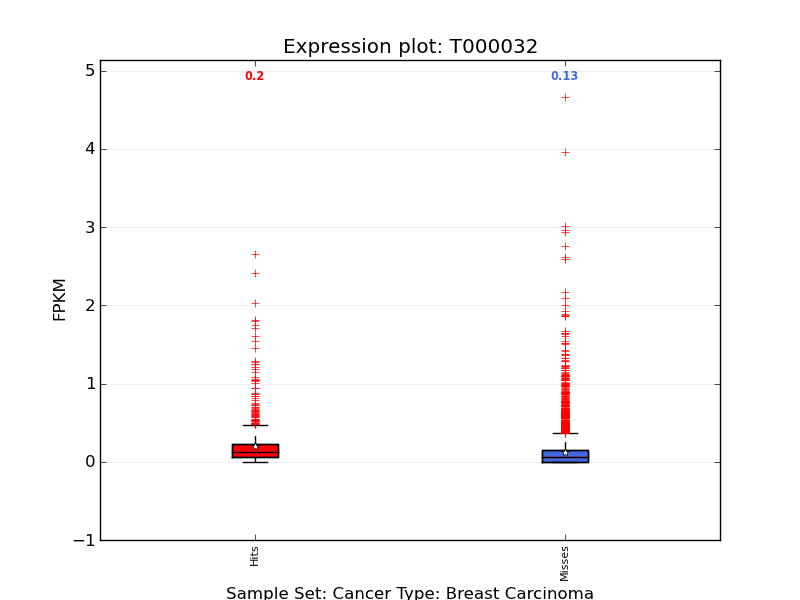 Expression plot: T000032
0.2
0.13
5
4
3
2
1
0
−1
FPKM
Hits
Misses
Sample Set: Cancer Type: Breast Carcinoma